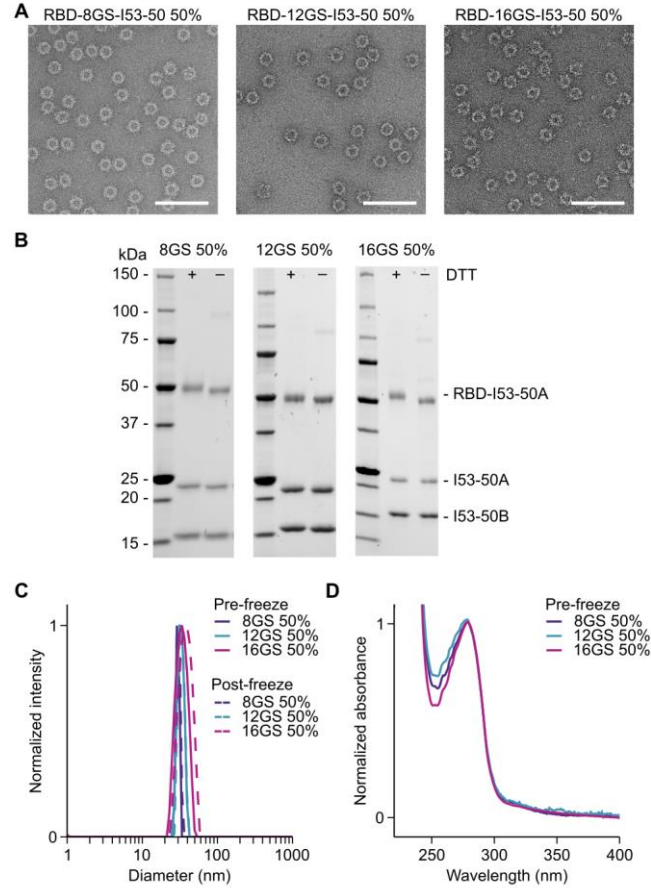 A
RBD-8GS-I53-50 50% RBD-12GS-I53-50 50% RBD-16GS-I53-50 50%
B
kDa 8GS 50% 12GS 50% 16GS 50%
150 - + – + – + – DTT
100 -
75 -
50 - - RBD-I53-50A
37 -
25 - - I53-50A
20 - - I53-50B
15 -
C
Normalized intensity
1
0
1 10 100 1000
Diameter (nm)
Pre-freeze
8GS 50%
12GS 50%
16GS 50%
Post-freeze
8GS 50%
12GS 50%
16GS 50%
D
Normalized absorbance
1
0
250 300 350 400
Wavelength (nm)
Pre-freeze
8GS 50%
12GS 50%
16GS 50%